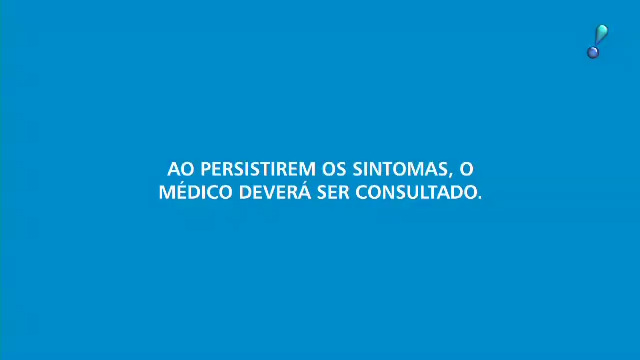 AO PERSISTIREM OS SINTOMAS, O
MÉDICO DEVERÁ SER CONSULTADO.